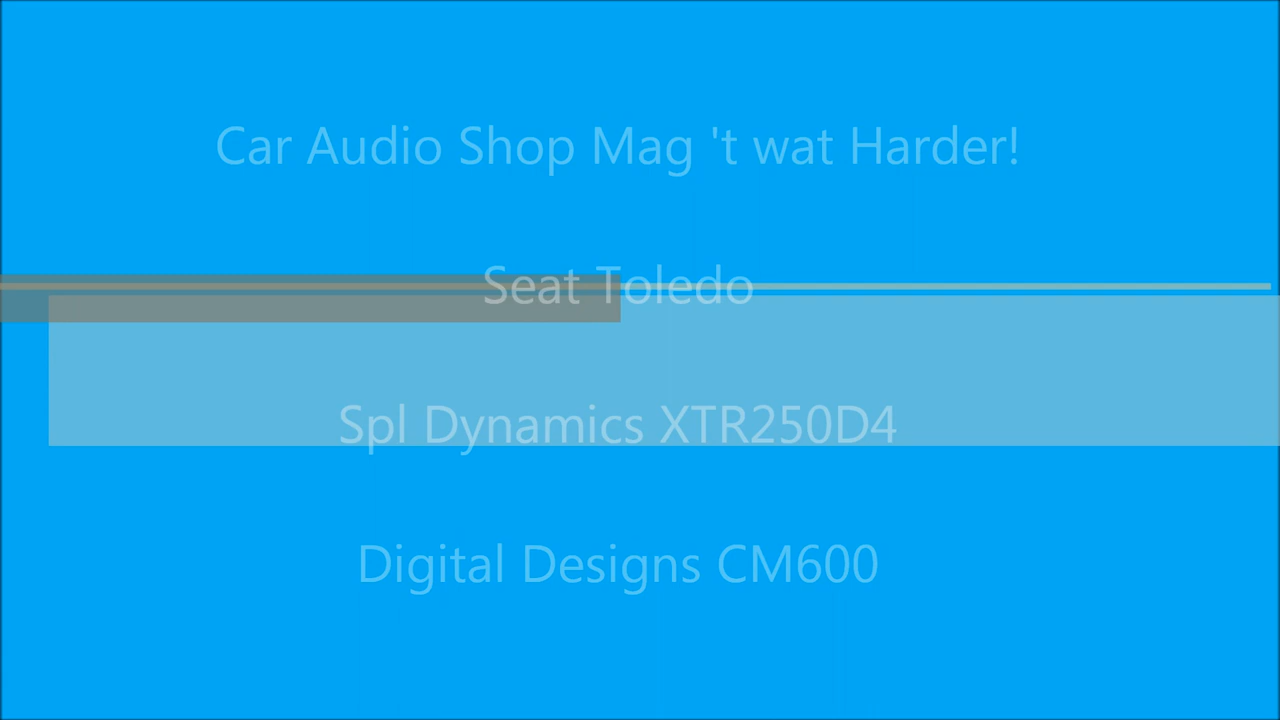 Car Audio Shop Mag 't wat Harder!
Seat Toledo
Spl Dynamics XTR250D4
Digital Designs CM600